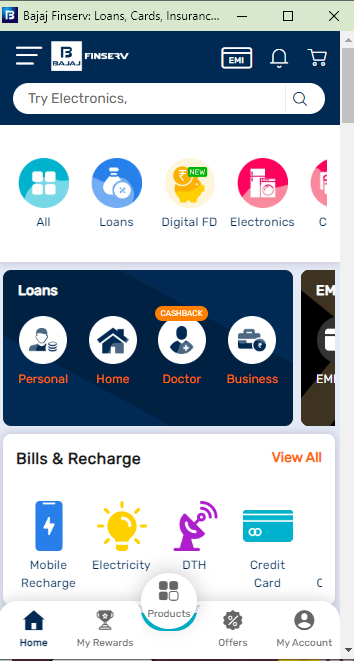 Bajaj Finserv: Loans, Cards, Insuranc...
BAJAJ FINSERV
EMI
Try Electronics,
NEW
All Loans Digital FD Electronics C
Loans
EM
CASHBACK
Personal Home Doctor Business
EMI
Bills & Recharge View All
Mobile Recharge
Electricity
DTH
Credit Card
C
Products
Home My Rewards Offers My Account